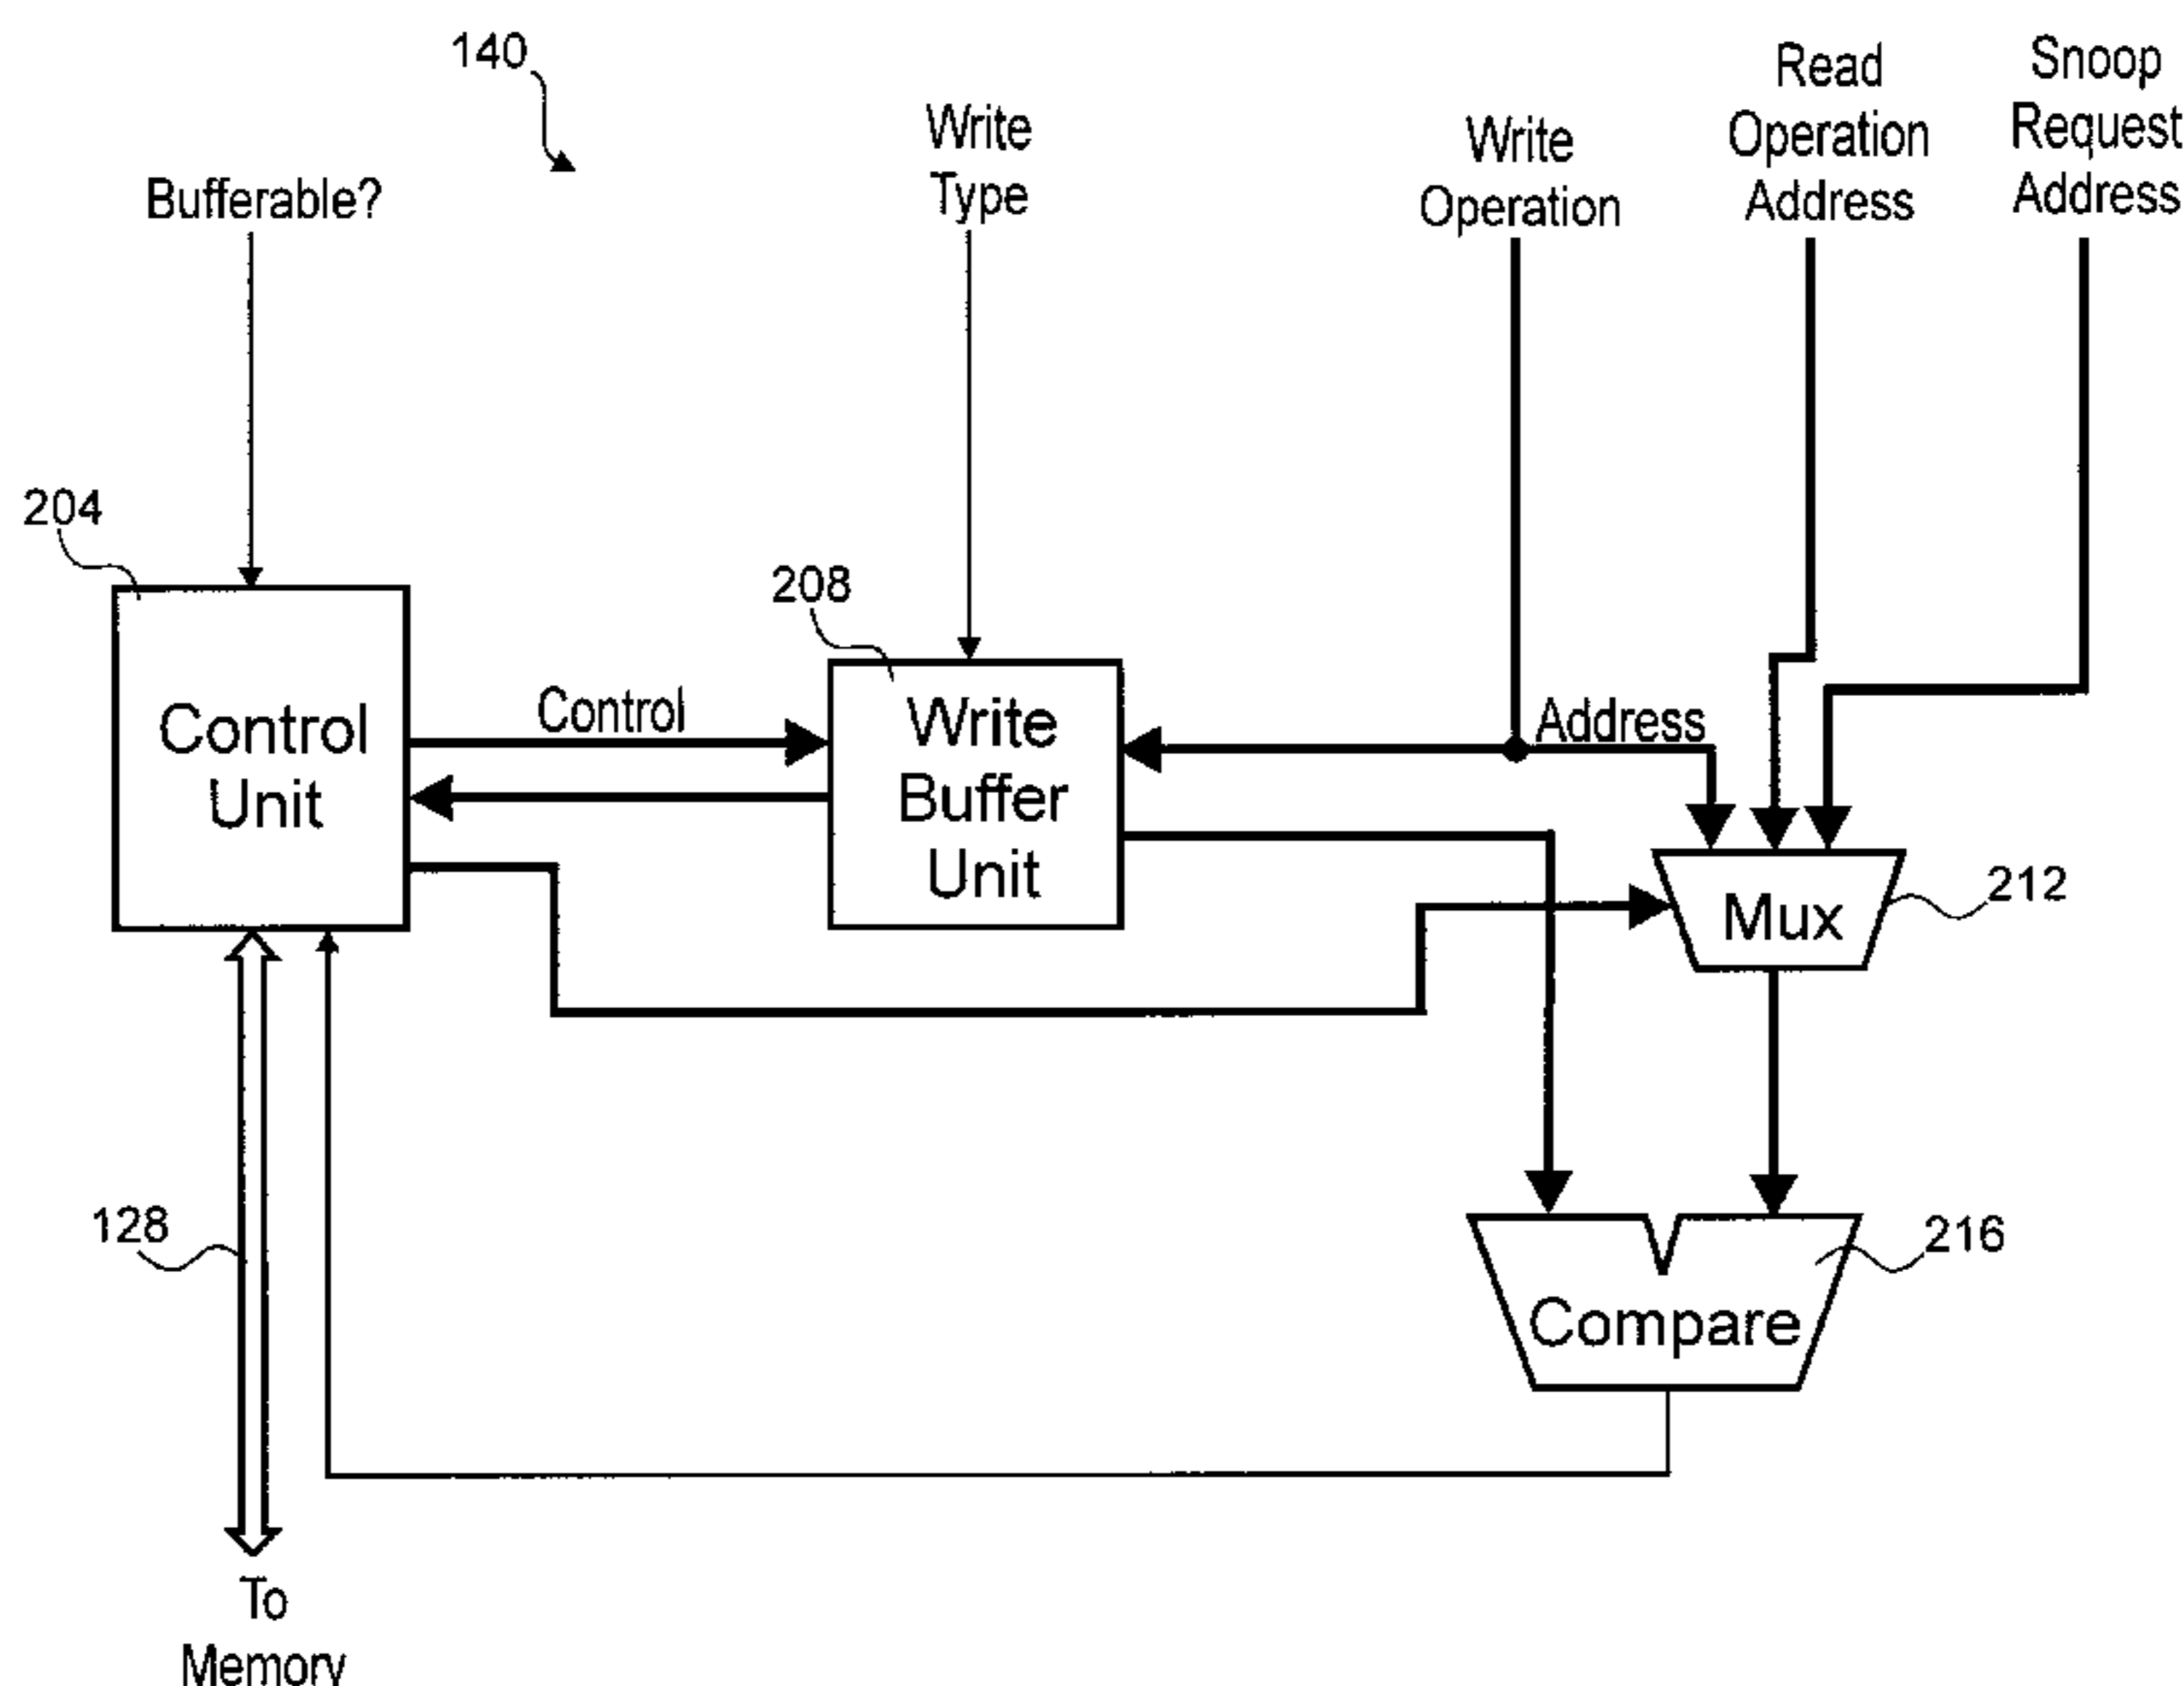 140
Bufferable?
Write
Type
Write
Operation
Read
Operation
Address
Snoop
Request
Address
204
208
Control
Unit
Control
Write
Buffer
Unit
Address
Mux
212
128
216
Compare
To
Memory